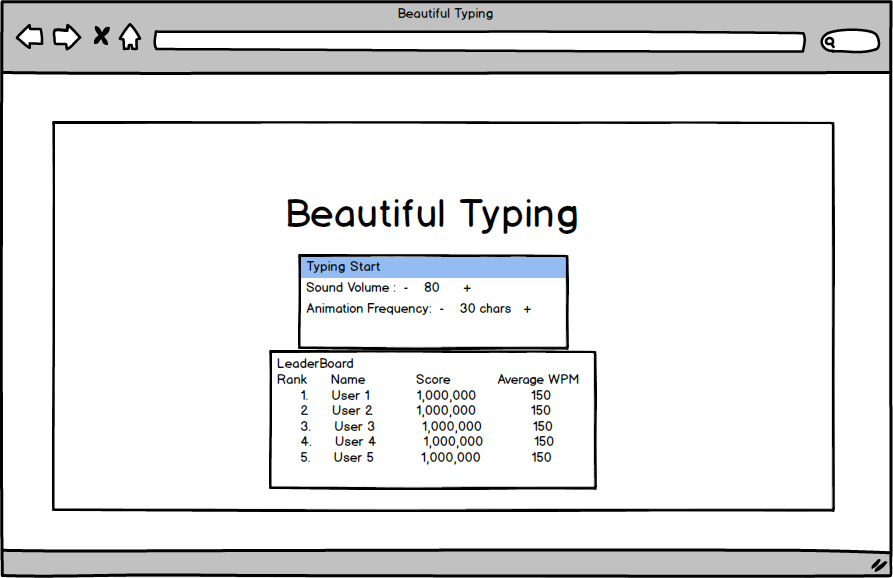 Beautiful Typing
Beautiful Typing
Typing Start
Sound Volume : - 80 +
Animation Frequency: - 30 chars +
LeaderBoard
Rank Name Score Average WPM
1. User 1 1,000,000 150
2 User 2 1,000,000 150
3. User 3 1,000,000 150
4. User 4 1,000,000 150
5. User 5 1,000,000 150